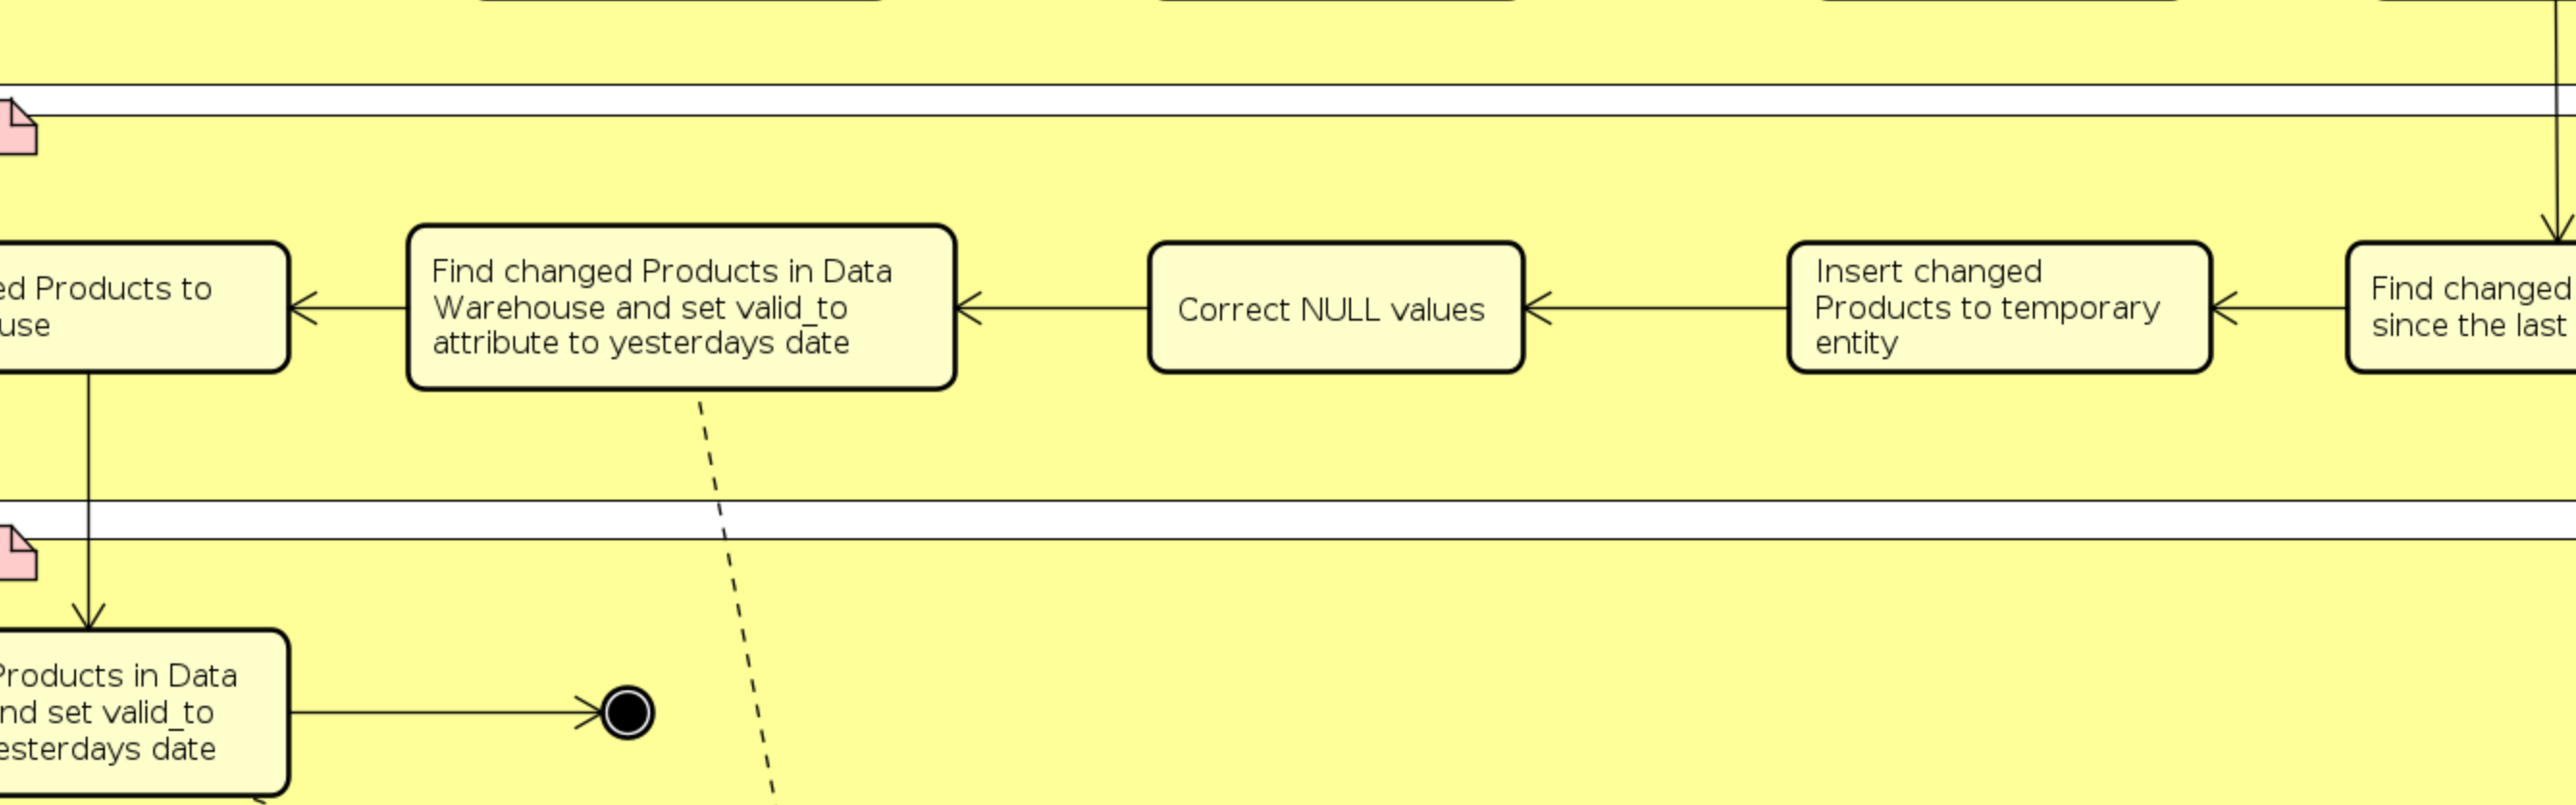 ed Products to
use
Find changed Products in Data
Warehouse and set valid_to
attribute to yesterdays date
Correct NULL values
Insert changed
Products to temporary
entity
Find changed
since the last
Products in Data
nd set valid_to
esterdays date